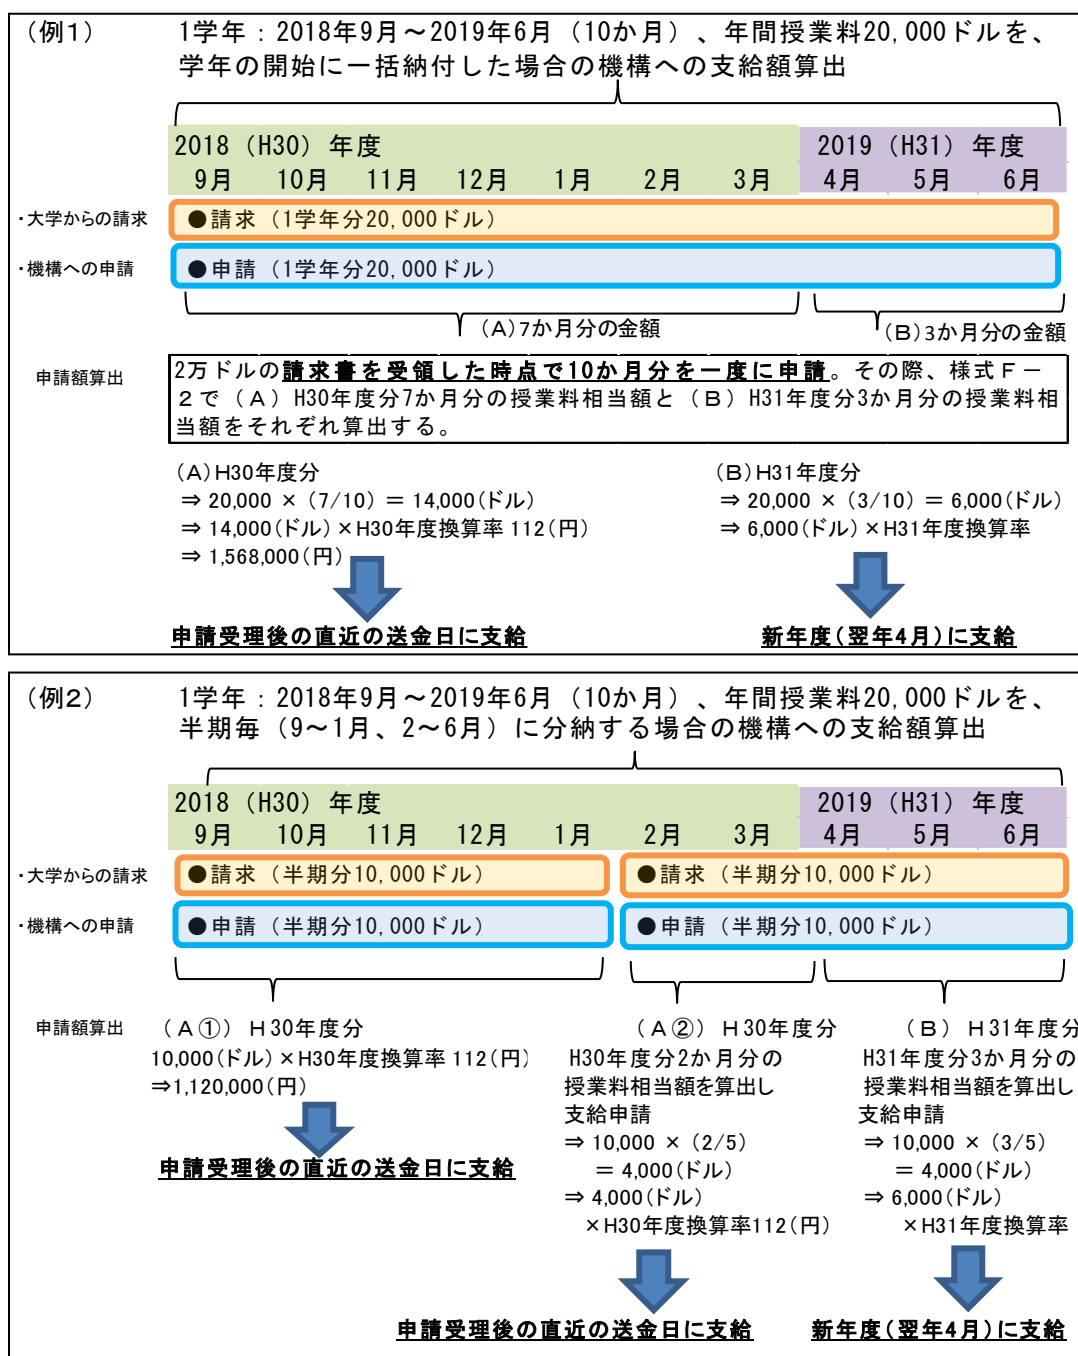 （例1）　1学年：2018年9月～2019年6月（10か月）、年間授業料20,000ドルを、
学年の開始に一括納付した場合の機構への支給額算出
2018（H30）年度　2019（H31）年度
9月　10月　11月　12月　1月　2月　3月　4月　5月　6月
・大学からの請求　●請求（1学年分20,000ドル）
・機構への申請　●申請（1学年分20,000ドル）
（A）7か月分の金額　（B）3か月分の金額
申請額算出　2万ドルの請求書を受領した時点で10か月分を一度に申請。その際、様式F－
2で（A）H30年度分7か月分の授業料相当額と（B）H31年度分3か月分の授業料相
当額をそれぞれ算出する。
（A）H30年度分
⇒ 20,000 ×（7/10）＝ 14,000（ドル）
⇒ 14,000（ドル）×H30年度換算率 112（円）
⇒ 1,568,000（円）
申請受理後の直近の送金日に支給
（B）H31年度分
⇒ 20,000 ×（3/10）＝ 6,000（ドル）
⇒ 6,000（ドル）×H31年度換算率
新年度（翌年4月）に支給
（例2）　1学年：2018年9月～2019年6月（10か月）、年間授業料20,000ドルを、
半期毎（9～1月、2～6月）に分納する場合の機構への支給額算出
2018（H30）年度　2019（H31）年度
9月　10月　11月　12月　1月　2月　3月　4月　5月　6月
・大学からの請求　●請求（半期分10,000ドル）　●請求（半期分10,000ドル）
・機構への申請　●申請（半期分10,000ドル）　●申請（半期分10,000ドル）
申請額算出　（A①）H30年度分
10,000（ドル）×H30年度換算率 112（円）
⇒1,120,000（円）
申請受理後の直近の送金日に支給
（A②）H30年度分
H30年度分2か月分の
授業料相当額を算出し
支給申請
⇒ 10,000 ×（2/5）
＝ 4,000（ドル）
⇒ 4,000（ドル）
×H30年度換算率112（円）
申請受理後の直近の送金日に支給
（B）H31年度分
H31年度分3か月分の
授業料相当額を算出し
支給申請
⇒ 10,000 ×（3/5）
＝ 4,000（ドル）
⇒ 6,000（ドル）
×H31年度換算率
新年度（翌年4月）に支給